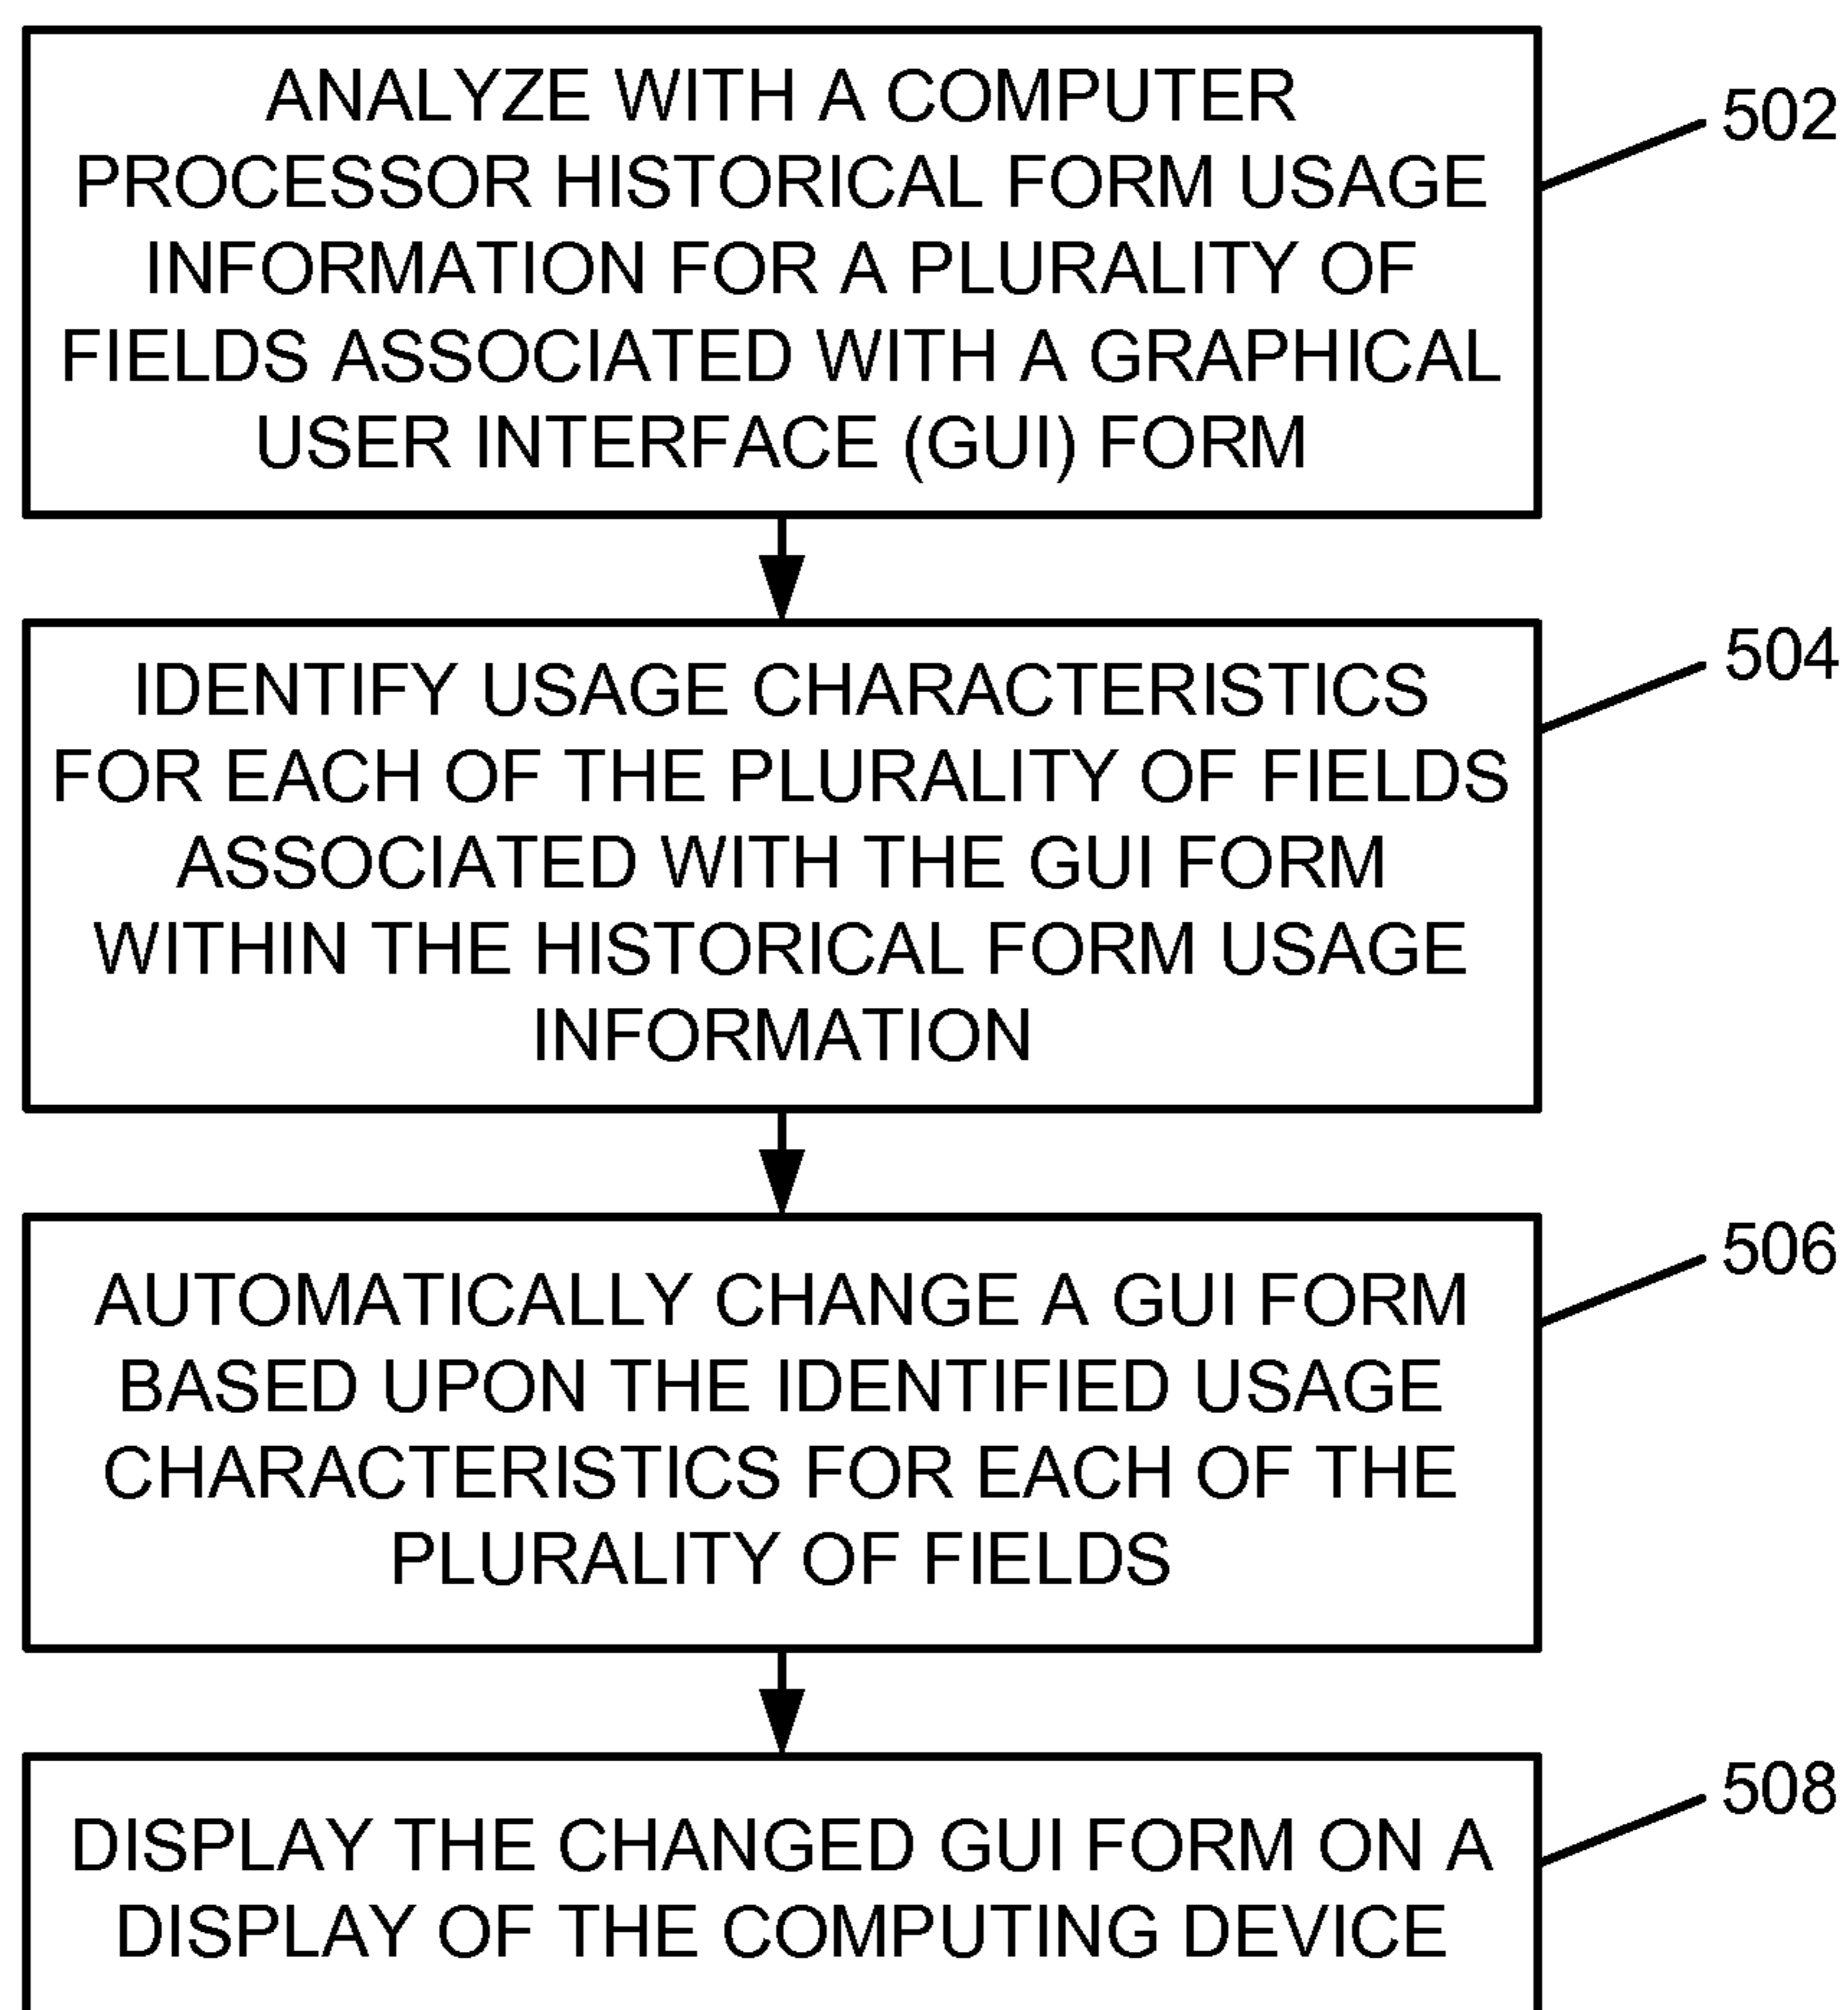 ANALYZE WITH A COMPUTER
PROCESSOR HISTORICAL FORM USAGE
INFORMATION FOR A PLURALITY OF
FIELDS ASSOCIATED WITH A GRAPHICAL
USER INTERFACE (GUI) FORM
502
IDENTIFY USAGE CHARACTERISTICS
FOR EACH OF THE PLURALITY OF FIELDS
ASSOCIATED WITH THE GUI FORM
WITHIN THE HISTORICAL FORM USAGE
INFORMATION
504
AUTOMATICALLY CHANGE A GUI FORM
BASED UPON THE IDENTIFIED USAGE
CHARACTERISTICS FOR EACH OF THE
PLURALITY OF FIELDS
506
DISPLAY THE CHANGED GUI FORM ON A
DISPLAY OF THE COMPUTING DEVICE
508